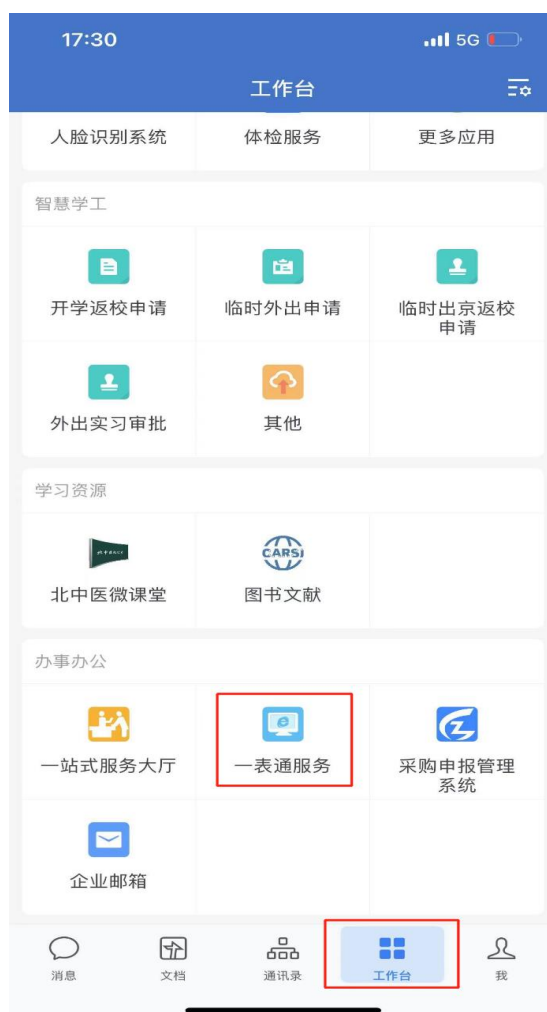 17:30
5G
工作台
人脸识别系统
体检服务
更多应用
智慧学工
开学返校申请
临时外出申请
临时出京返校
申请
外出实习审批
其他
学习资源
CARSI
北中医微课堂
图书文献
办事办公
一站式服务大厅
一表通服务
采购申报管理
系统
企业邮箱
消息
文档
通讯录
工作台
我